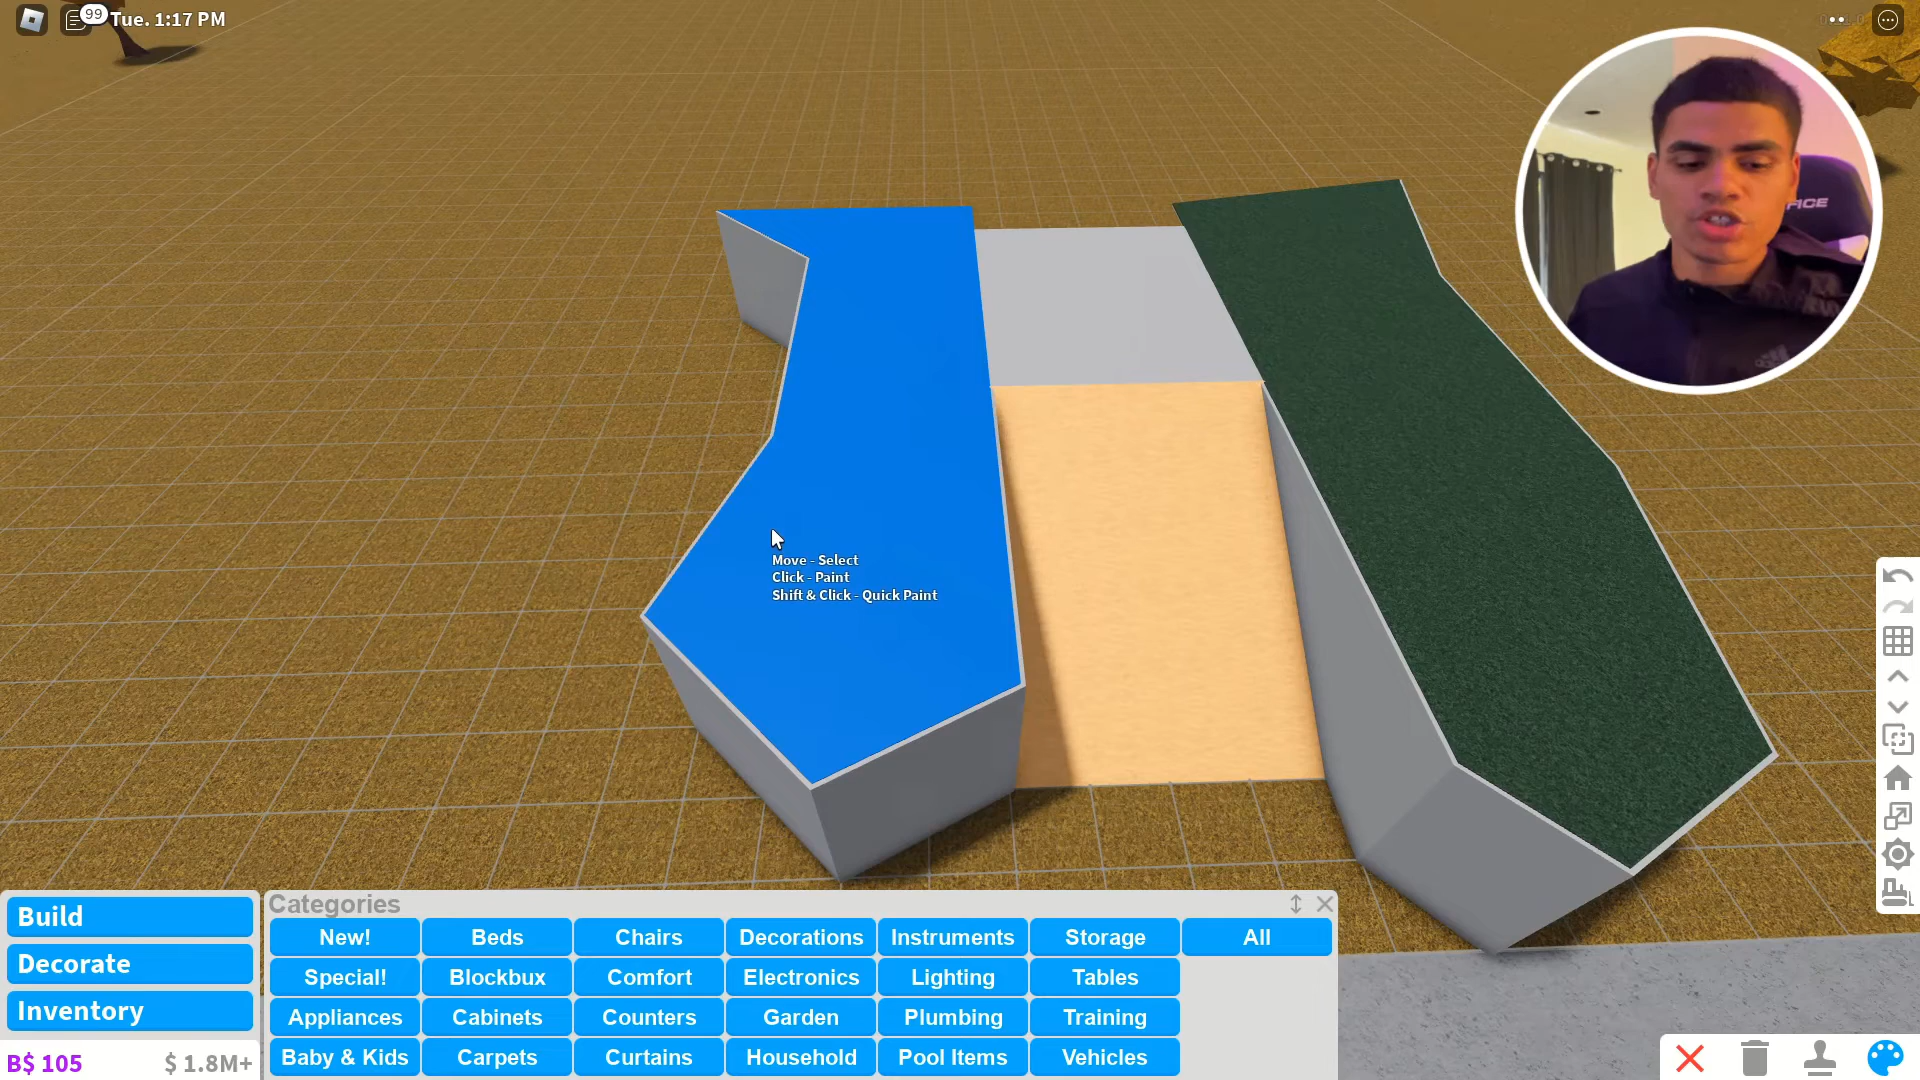 99
Tue. 1:17 PM
Move - Select
Click - Paint
Shift & Click - Quick Paint
Build
Decorate
Inventory
B$ 105
$ 1.8M+
Categories
New! Beds Chairs Decorations Instruments Storage All
Special! Blockbux Comfort Electronics Lighting Tables
Appliances Cabinets Counters Garden Plumbing Training
Baby & Kids Carpets Curtains Household Pool Items Vehicles